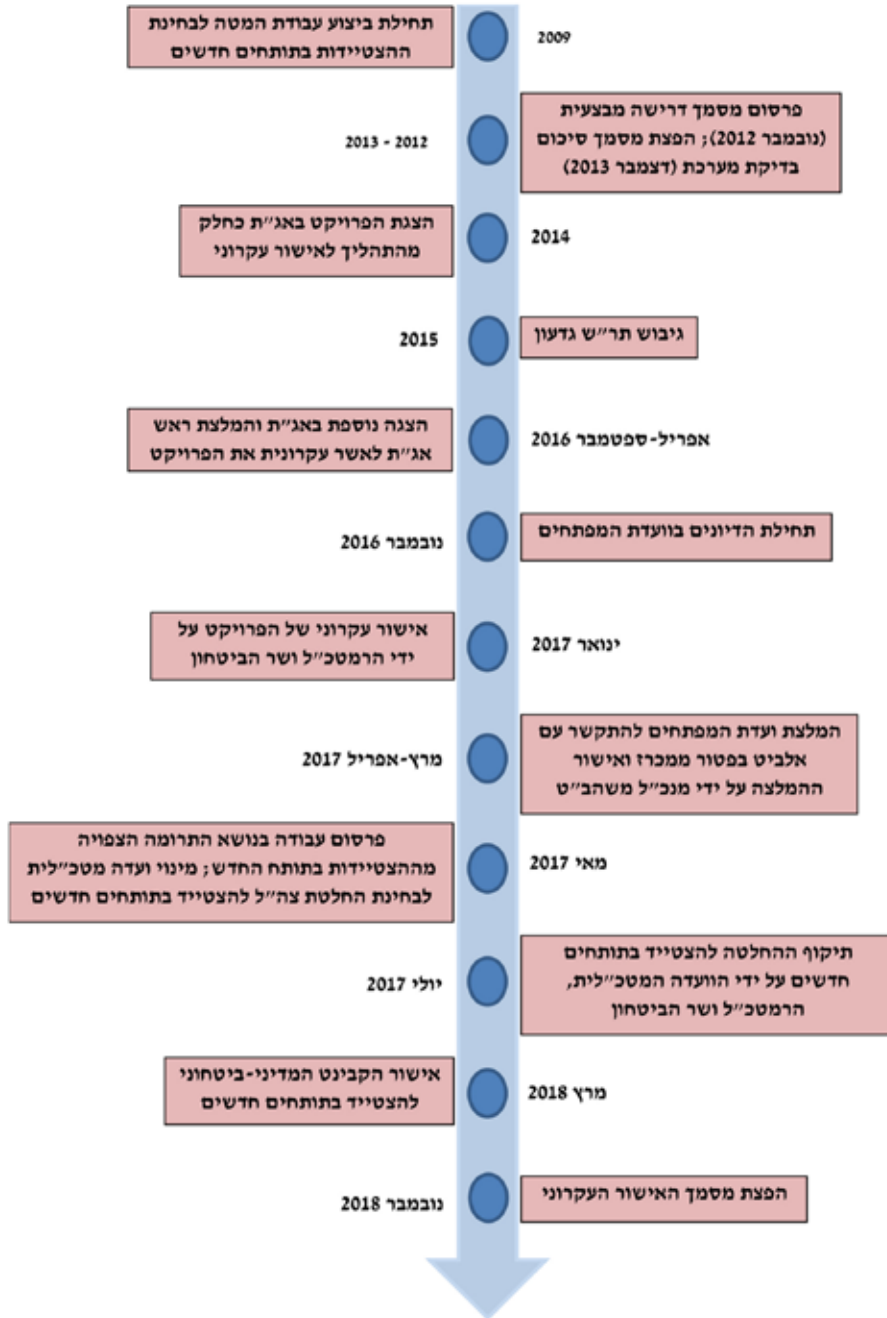 תחילת ביצוע עבודת המטה לבחינת
ההצטיידות בתותחים חדשים
2009
פרסום מסמך דרישה מבצעית
(נובמבר 2012); הפצת מסמך סיכום
בדיקת מערכת (דצמבר 2013)
2012 - 2013
הצגת הפרויקט באג"ת כחלק
מהתהליך לאישור עקרוני
2014
גיבוש תר"ש גדעון
2015
הצגה נוספת באג"ת והמלצת ראש
אג"ת לאשר עקרונית את הפרויקט
אפריל-ספטמבר 2016
תחילת הדיונים בוועדת המפתחים
נובמבר 2016
אישור עקרוני של הפרויקט על
ידי הרמטכ"ל ושר הביטחון
ינואר 2017
המלצת ועדת המפתחים להתקשר עם
אלביט בפטור ממכרז ואישור
ההמלצה על ידי מנכ"ל משהב"ט
מרץ-אפריל 2017
פרסום עבודה בנושא התרומה הצפויה
מההצטיידות בתותח החדש; מינוי ועדה מטכ"לית
לבחינת החלטת צה"ל להצטייד בתותחים חדשים
מאי 2017
תיקוף ההחלטה להצטייד בתותחים
חדשים על ידי הוועדה המטכ"לית,
הרמטכ"ל ושר הביטחון
יולי 2017
אישור הקבינט המדיני-ביטחוני
להצטייד בתותחים חדשים
מרץ 2018
הפצת מסמך האישור העקרוני
נובמבר 2018